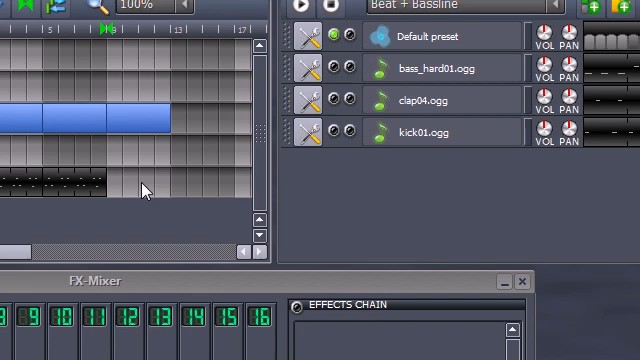 100%
Beat + Bassline
5 9 13 17
Default preset
VOL PAN
bass_hard01.ogg
VOL PAN
clap04.ogg
VOL PAN
kick01.ogg
VOL PAN
FX-Mixer
9 10 11 12 13 14 15 16
EFFECTS CHAIN